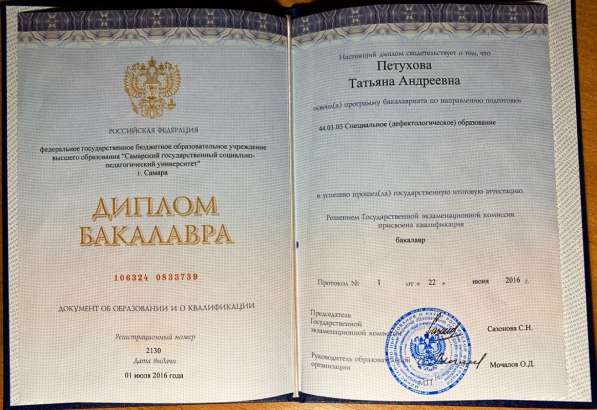 РОССИЙСКАЯ ФЕДЕРАЦИЯ
федеральное государственное бюджетное образовательное учреждение
высшего образования "Самарский государственный социально-
педагогический университет"
г. Самара
ДИПЛОМ
БАКАЛАВРА
106324 0833739
ДОКУМЕНТ ОБ ОБРАЗОВАНИИ И О КВАЛИФИКАЦИИ
Регистрационный номер
2130
Дата выдачи
01 июля 2016 года
Настоящий диплом свидетельствует о том, что
Петухова
Татьяна Андреевна
освоил(а) программу бакалавриата по направлению подготовки
44.03.03 Специальное (дефектологическое) образование
и успешно прошел(ла) государственную итоговую аттестацию
Решением Государственной экзаменационной комиссии
присвоена квалификация
бакалавр
Протокол № 1 от « 22 » июня 2016 г.
Председатель
Государственной
экзаменационной Сазонова С.Н.
Руководитель образовательной
организации Мочалов О.Д.
М.П.